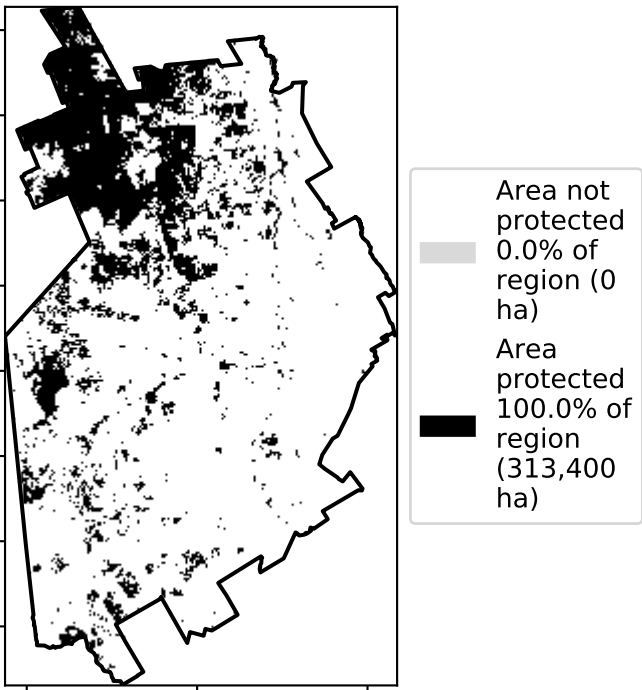 Area not
protected
0.0% of
region (0
ha)
Area
protected
100.0% of
region
(313,400
ha)